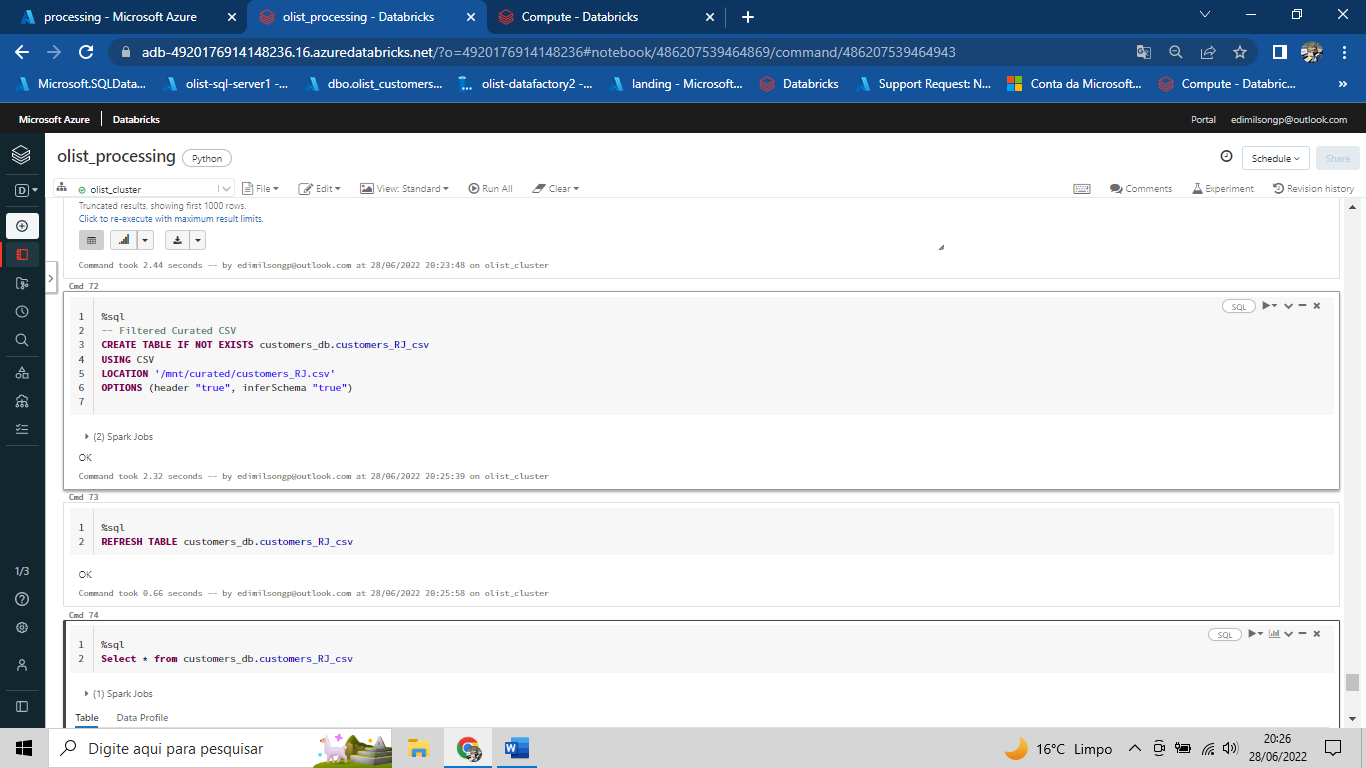 processing - Microsoft Azure
olist_processing - Databricks
Compute - Databricks
adb-4920176914148236.16.azuredatabricks.net/?o=4920176914148236#notebook/486207539464869/command/486207539464943
Microsoft.SQLData...
olist-sql-server1 -...
dbo.olist_customers...
olist-datafactory2 -...
landing - Microsoft...
Databricks
Support Request: N...
Conta da Microsoft...
Compute - Databric...
»
Microsoft Azure
Databricks
Portal
edimilsongp@outlook.com
olist_processing
Python
Schedule
Share
D
olist_cluster
File
Edit
View: Standard
Run All
Clear
Comments
Experiment
Revision history
Truncated results, showing first 1000 rows.
Click to re-execute with maximum result limits.
Command took 2.44 seconds -- by edimilsongp@outlook.com at 28/06/2022 20:23:48 on olist_cluster
Cmd 72
SQL
1 %sql
2 -- Filtered Curated CSV
3 CREATE TABLE IF NOT EXISTS customers_db.customers_RJ_csv
4 USING CSV
5 LOCATION '/mnt/curated/customers_RJ.csv'
6 OPTIONS (header "true", inferSchema "true")
7
(2) Spark Jobs
OK
Command took 2.32 seconds -- by edimilsongp@outlook.com at 28/06/2022 20:25:39 on olist_cluster
Cmd 73
1 %sql
2 REFRESH TABLE customers_db.customers_RJ_csv
OK
Command took 0.66 seconds -- by edimilsongp@outlook.com at 28/06/2022 20:25:58 on olist_cluster
1/3
Cmd 74
SQL
1 %sql
2 Select * from customers_db.customers_RJ_csv
(1) Spark Jobs
Table
Data Profile
Digite aqui para pesquisar
16°C Limpo
20:26
28/06/2022